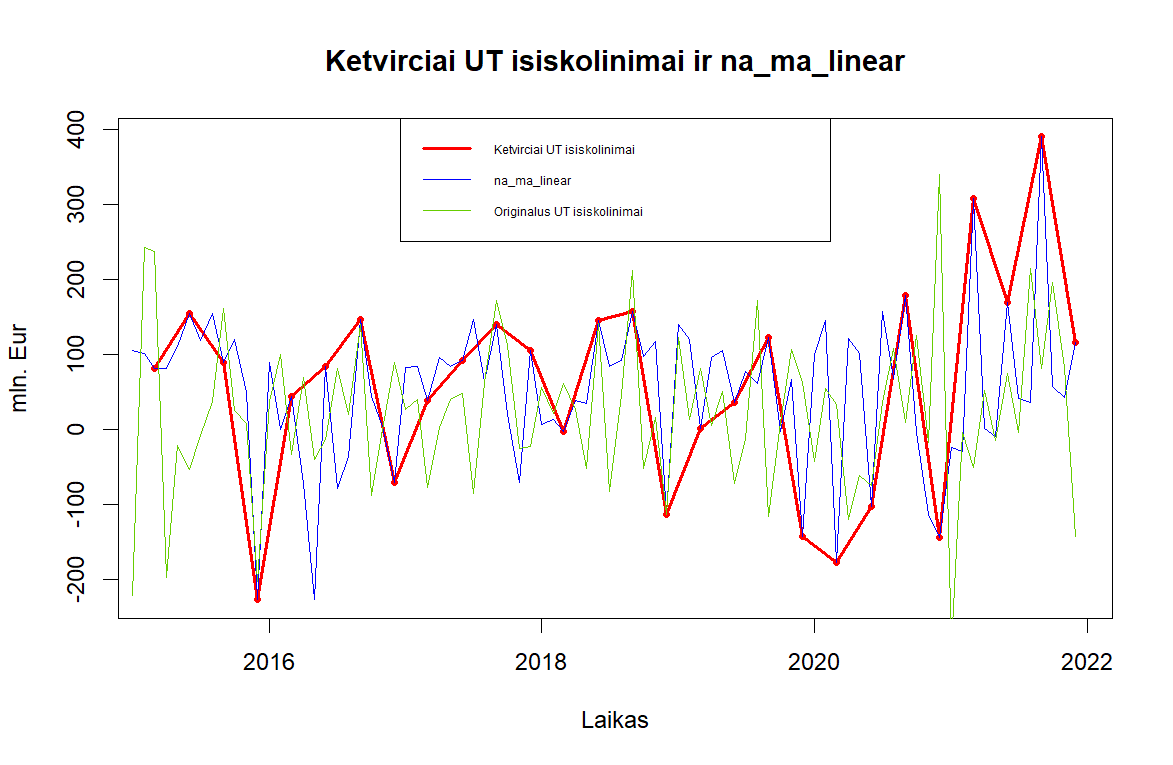 Ketvirciai UT isiskolinimai ir na_ma_linear
mln. Eur
400
300
200
100
0
-100
-200
Ketvirciai UT isiskolinimai
na_ma_linear
Originalus UT isiskolinimai
2016
2018
2020
2022
Laikas